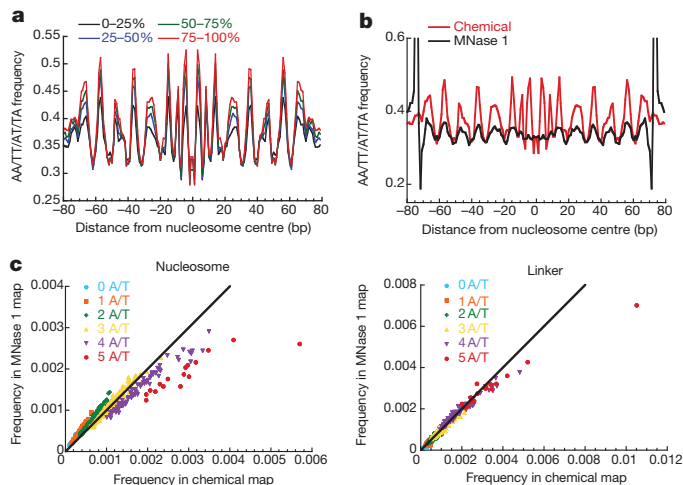 a
0–25% 50–75%
25–50% 75–100%
AA/TT/AT/TA frequency
0.55
0.50
0.45
0.40
0.35
0.30
0.25
–80 –60 –40 –20 0 20 40 60 80
Distance from nucleosome centre (bp)
b
Chemical
MNase 1
AA/TT/AT/TA frequency
0.6
0.4
0.2
–80 –60 –40 –20 0 20 40 60 80
Distance from nucleosome centre (bp)
c
Nucleosome
0 A/T
1 A/T
2 A/T
3 A/T
4 A/T
5 A/T
Frequency in MNase 1 map
0.004
0.003
0.002
0.001
0 0.001 0.002 0.003 0.004 0.005 0.006
Frequency in chemical map
Linker
0 A/T
1 A/T
2 A/T
3 A/T
4 A/T
5 A/T
Frequency in MNase 1 map
0.008
0.006
0.004
0.002
0
0 0.002 0.004 0.006 0.008 0.01 0.012
Frequency in chemical map